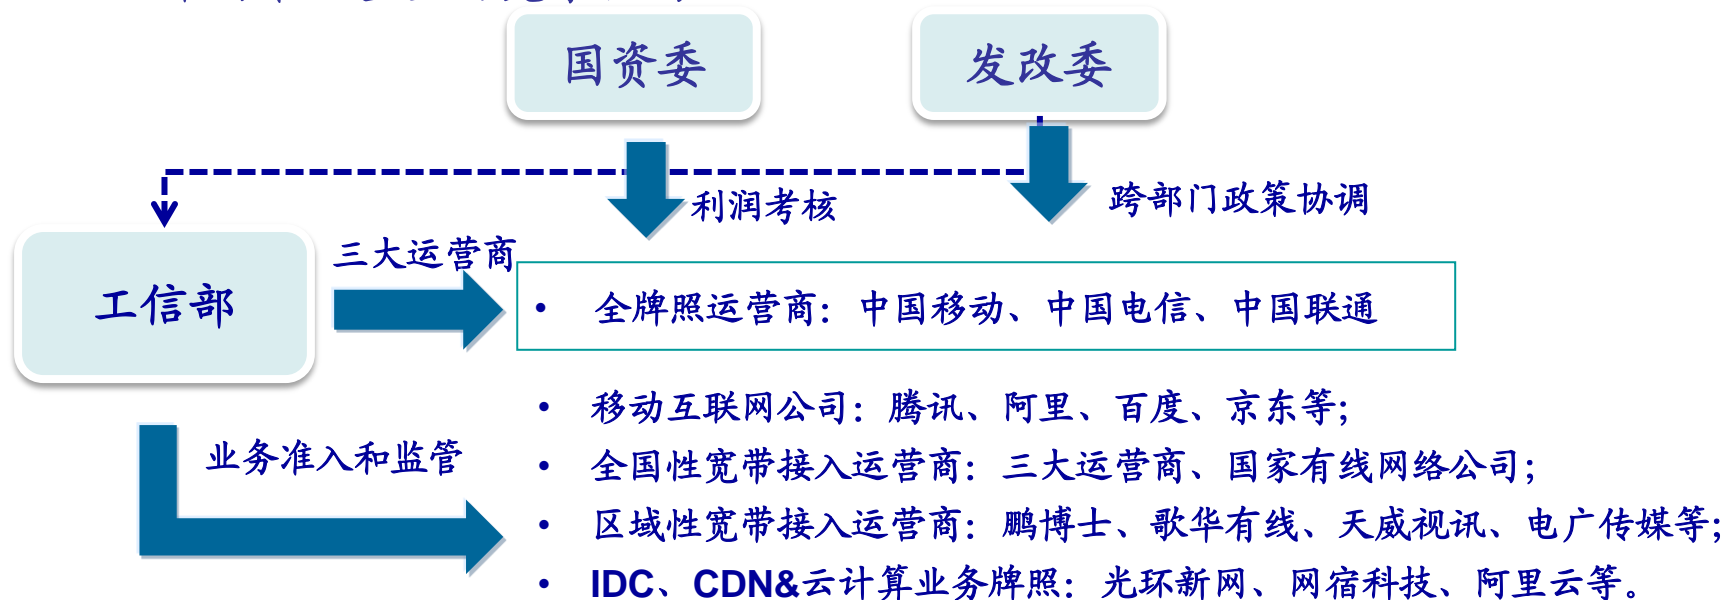 国资委
发改委
利润考核
跨部门政策协调
三大运营商
工信部
• 全牌照运营商：中国移动、中国电信、中国联通
• 移动互联网公司：腾讯、阿里、百度、京东等；
业务准入和监管
• 全国性宽带接入运营商：三大运营商、国家有线网络公司；
• 区域性宽带接入运营商：鹏博士、歌华有线、天威视讯、电广传媒等；
• IDC、CDN&云计算业务牌照：光环新网、网宿科技、阿里云等。